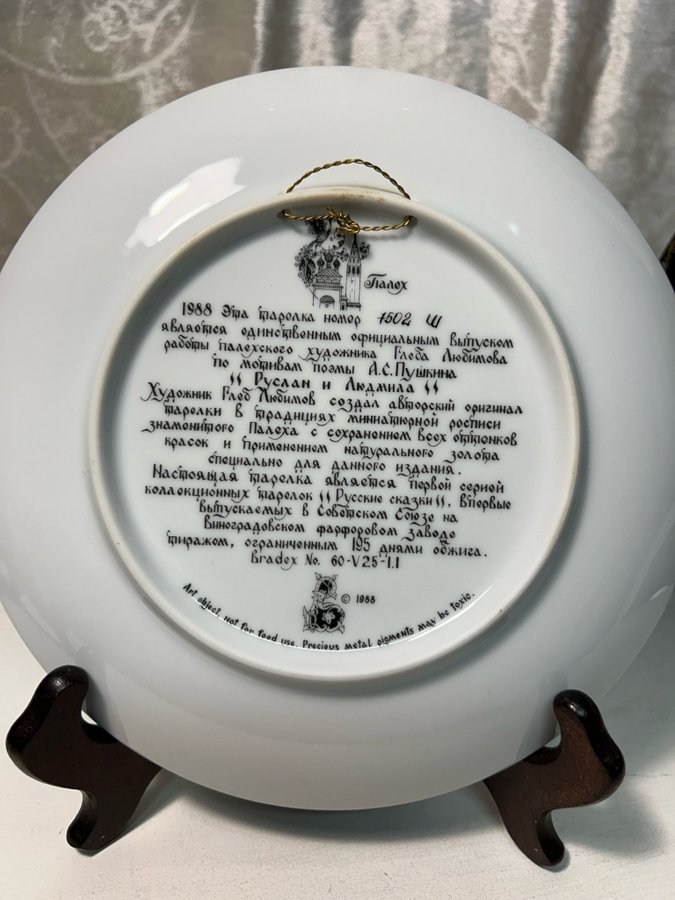 Палех
1988 Эта тарелка номер 1502 Ш
является единственным официальным выпуском
работы палехского художника Глеба Любимова
по мотивам поэмы А.С.Пушкина
"Руслан и Людмила"
Художник Глеб Любимов создал авторский оригинал
тарелки в традициях миниатюрной росписи
знаменитого Палеха с сохранением всех оттенков
красок и применением натурального золота
специально для данного издания.
Настоящая тарелка является первой серией
коллекционных тарелок "Русские сказки", впервые
выпускаемых в Советском Союзе на
Виноградовском фарфоровом заводе
тиражом, ограниченным 195 днями обжига.
Bradex No. 60-V25-1.1
© 1988
Art object, not for food use. Precious metal pigments may be toxic.